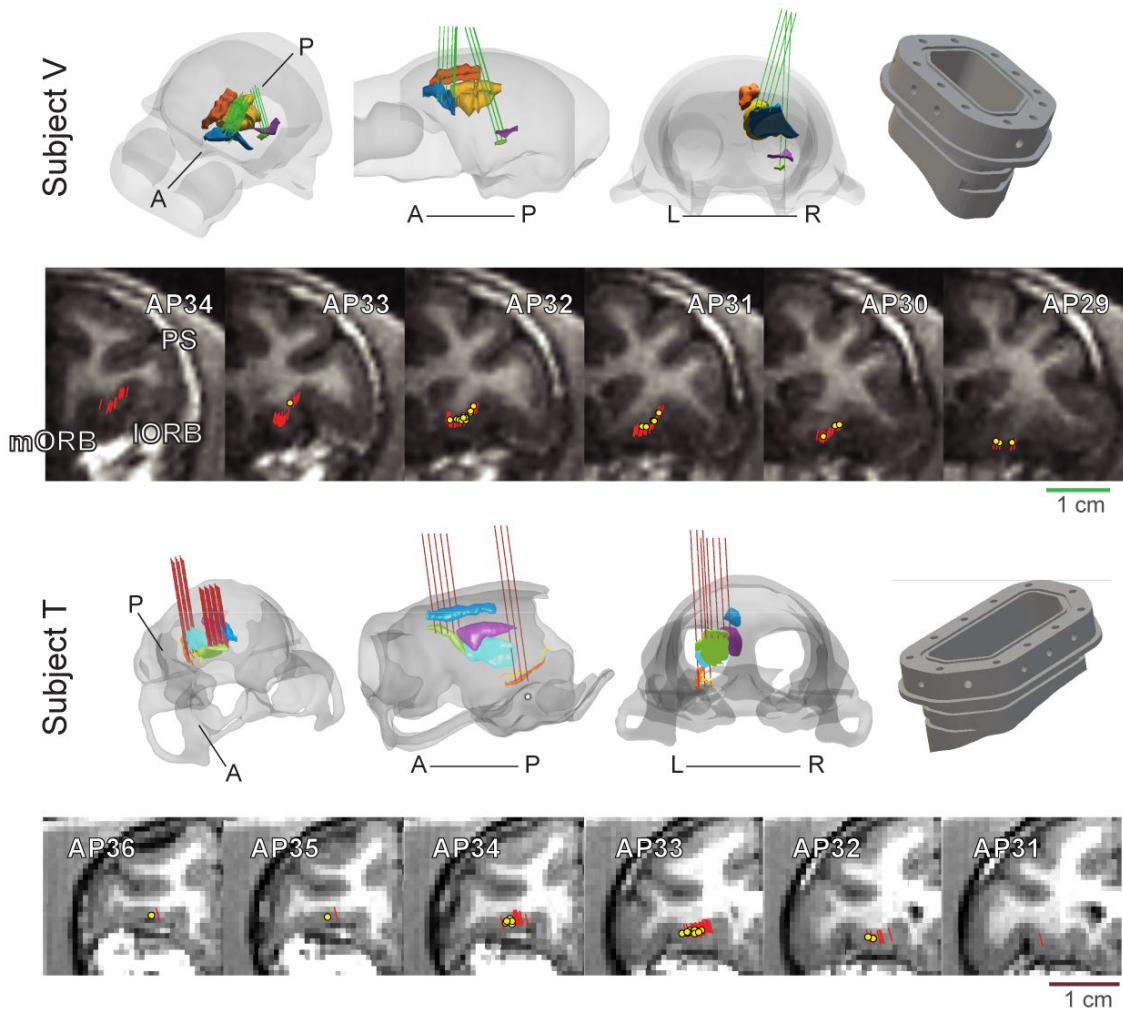 Subject V
P
A
A P
L R
AP34 AP33 AP32 AP31 AP30 AP29
PS
mORB lORB
1 cm
Subject T
P
A
A P
L R
AP36 AP35 AP34 AP33 AP32 AP31
1 cm